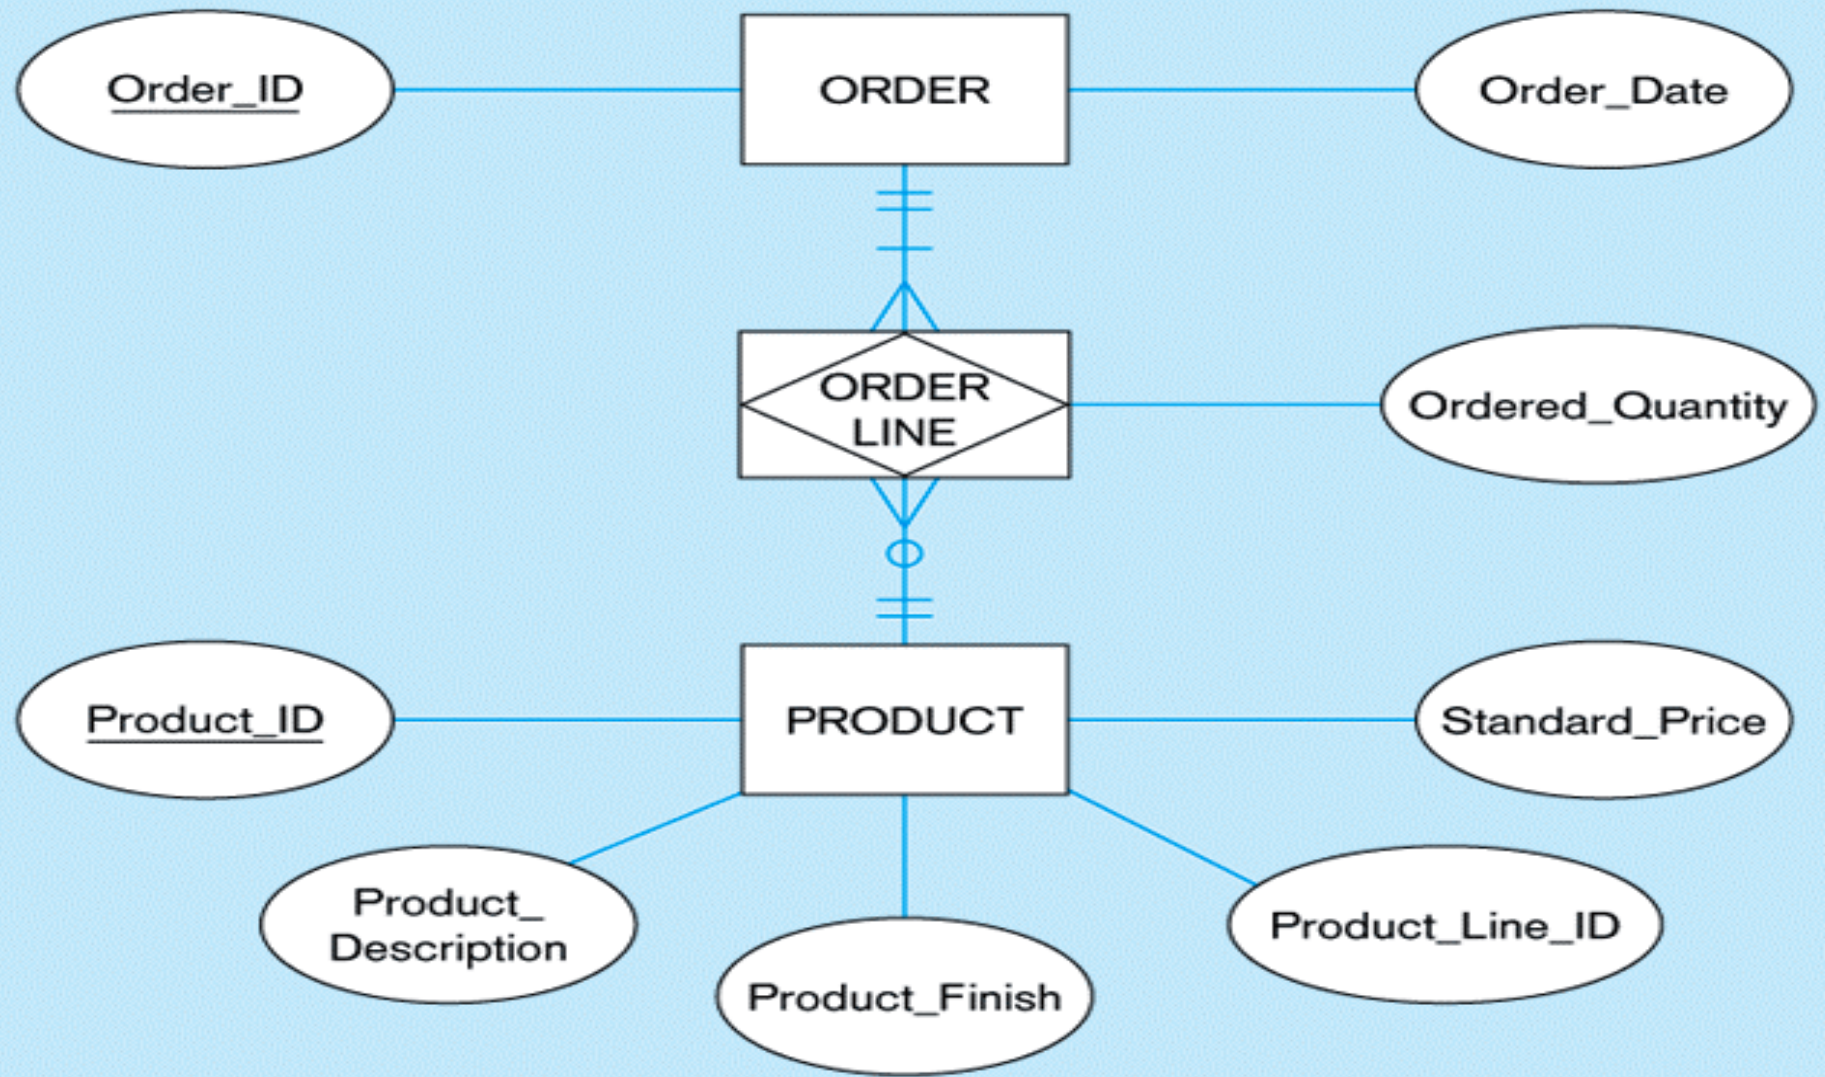 Order_ID
ORDER
Order_Date
ORDER
LINE
Ordered_Quantity
Product_ID
PRODUCT
Standard_Price
Product_
Description
Product_Finish
Product_Line_ID